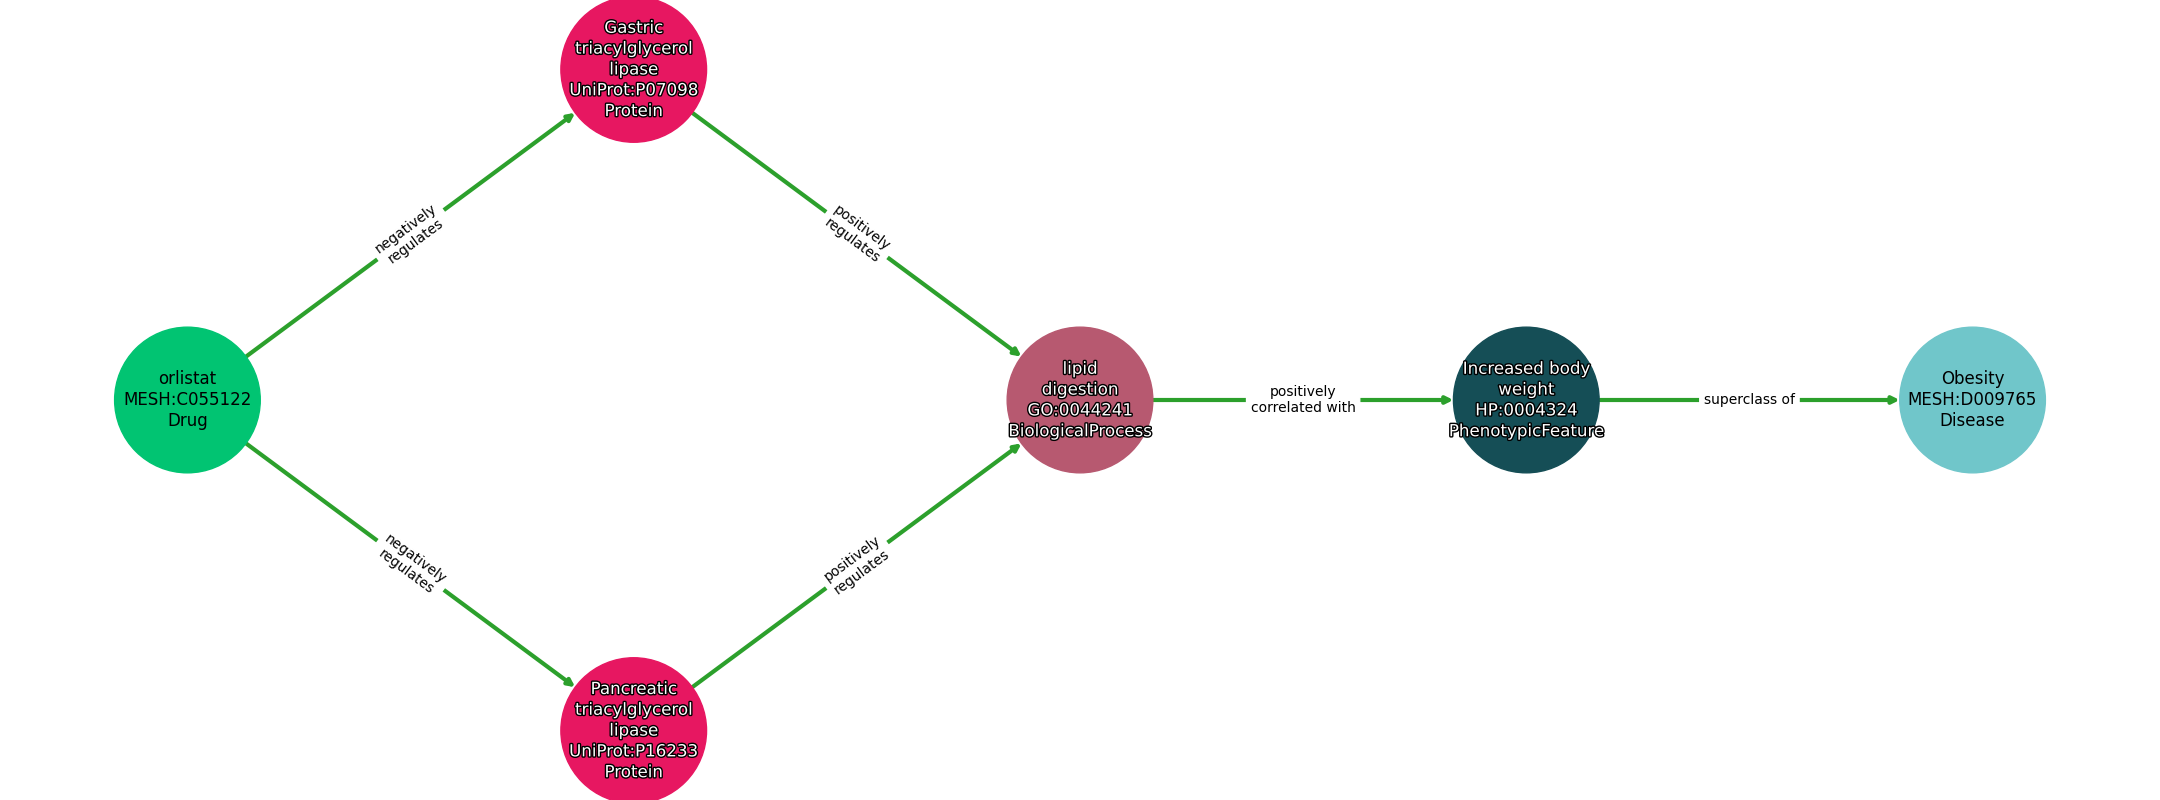 Gastric
triacylglycerol
lipase
UniProt:P07098
Protein
negatively
regulates
positively
regulates
orlistat
MESH:C055122
Drug
lipid
digestion
GO:0044241
BiologicalProcess
positively
correlated with
Increased body
weight
HP:0004324
PhenotypicFeature
superclass of
Obesity
MESH:D009765
Disease
negatively
regulates
positively
regulates
Pancreatic
triacylglycerol
lipase
UniProt:P16233
Protein